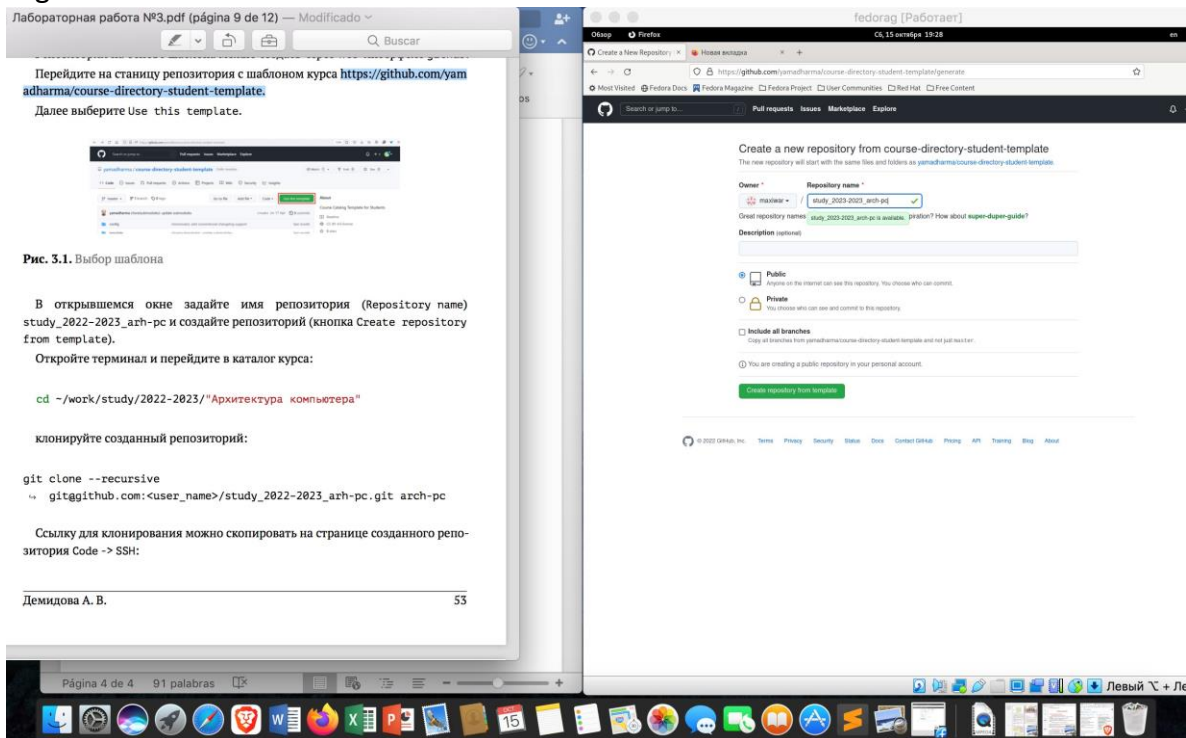 Лабораторная работа №3.pdf (página 9 de 12) — Modificado
Buscar
Перейдите на станицу репозитория с шаблоном курса https://github.com/yam
adharma/course-directory-student-template.
Далее выберите Use this template.
Рис. 3.1. Выбор шаблона
В открывшемся окне задайте имя репозитория (Repository name)
study_2022-2023_arh-pc и создайте репозиторий (кнопка Create repository
from template).
Откройте терминал и перейдите в каталог курса:
cd ~/work/study/2022-2023/"Архитектура компьютера"
клонируйте созданный репозиторий:
git clone --recursive
↪ git@github.com:<user_name>/study_2022-2023_arh-pc.git arch-pc
Ссылку для клонирования можно скопировать на странице созданного репо-
зитория Code -> SSH:
Демидова А. В. 53
Página 4 de 4 91 palabras
fedorag [Работает]
Обзор Firefox Сб, 15 октября 19:28 en
Create a New Repository × Новая вкладка × +
https://github.com/yamadharma/course-directory-student-template/generate
Most Visited Fedora Docs Fedora Magazine Fedora Project User Communities Red Hat Free Content
Search or jump to... / Pull requests Issues Marketplace Explore
Create a new repository from course-directory-student-template
The new repository will start with the same files and folders as yamadharma/course-directory-student-template.
Owner * Repository name *
maxiwar / study_2023-2023_arch-pc
Great repository names study_2023-2023_arch-pc is available. piration? How about super-duper-guide?
Description (optional)
Public
Anyone on the internet can see this repository. You choose who can commit.
Private
You choose who can see and commit to this repository.
Include all branches
Copy all branches from yamadharma/course-directory-student-template and not just master.
You are creating a public repository in your personal account.
Create repository from template
© 2022 GitHub, Inc. Terms Privacy Security Status Docs Contact GitHub Pricing API Training Blog About
Левый ⌥ + Ле
OCT
15